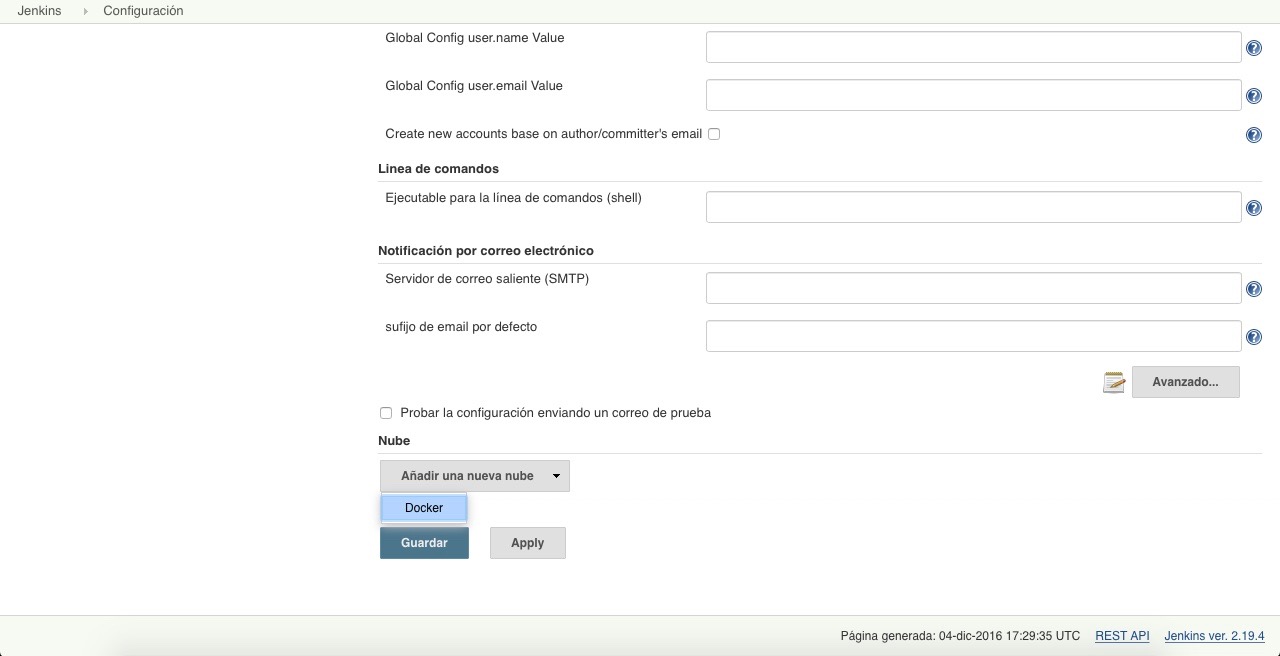 Jenkins Configuración
Global Config user.name Value
Global Config user.email Value
Create new accounts base on author/committer's email
Linea de comandos
Ejecutable para la línea de comandos (shell)
Notificación por correo electrónico
Servidor de correo saliente (SMTP)
sufijo de email por defecto
Avanzado...
Probar la configuración enviando un correo de prueba
Nube
Añadir una nueva nube
Docker
Guardar Apply
Página generada: 04-dic-2016 17:29:35 UTC REST API Jenkins ver. 2.19.4